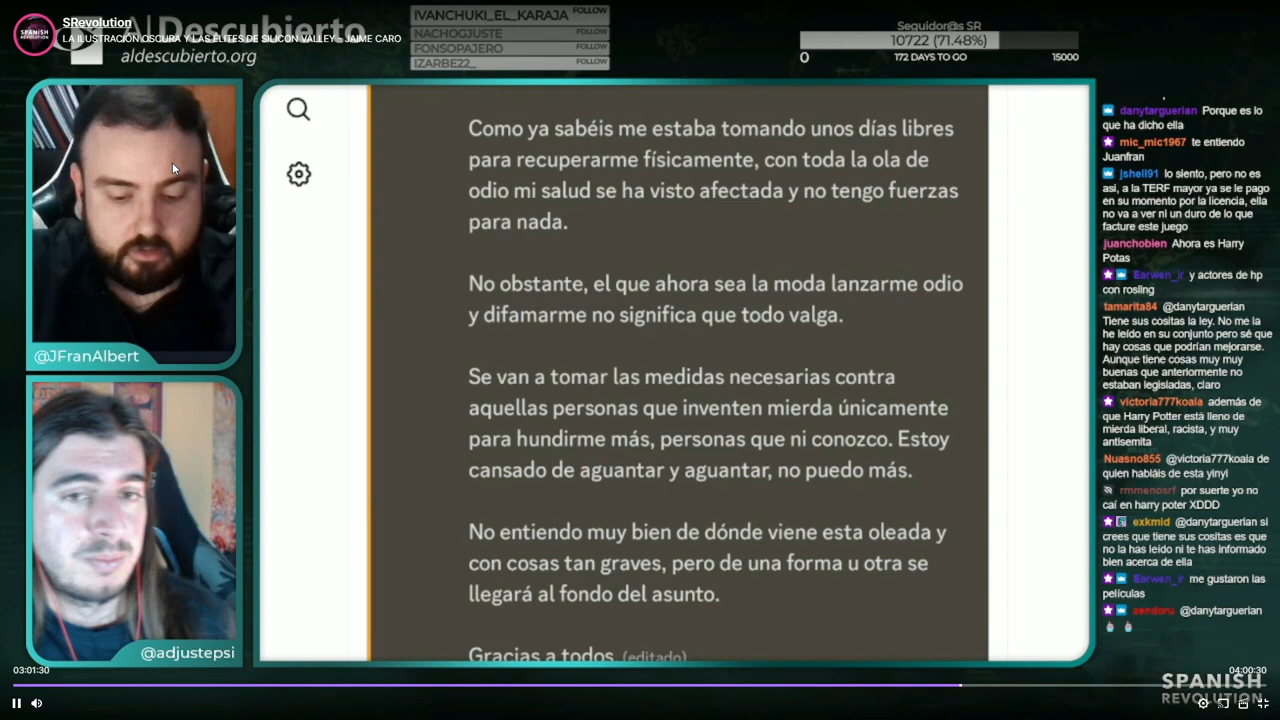 SRevolution
LA ILUSTRACIÓN OSCURA Y LAS ÉLITES DE SILICON VALLEY – JAIME CARO
Al Descubierto
aldescubierto.org
SPANISH
REVOLUTION
IVANCHUKI_EL_KARAJA FOLLOW
NACHOGJUSTE FOLLOW
FONSOPAJERO FOLLOW
IZARBE22_ FOLLOW
Seguidor@s SR
10722 (71.48%)
0 172 DAYS TO GO 15000
@JFranAlbert
@adjustepsi
Como ya sabéis me estaba tomando unos días libres
para recuperarme físicamente, con toda la ola de
odio mi salud se ha visto afectada y no tengo fuerzas
para nada.
No obstante, el que ahora sea la moda lanzarme odio
y difamarme no significa que todo valga.
Se van a tomar las medidas necesarias contra
aquellas personas que inventen mierda únicamente
para hundirme más, personas que ni conozco. Estoy
cansado de aguantar y aguantar, no puedo más.
No entiendo muy bien de dónde viene esta oleada y
con cosas tan graves, pero de una forma u otra se
llegará al fondo del asunto.
Gracias a todos (editado)
danytarguerian Porque es lo
que ha dicho ella
mic_mic1967 te entiendo
Juanfran
jshell91 lo siento, pero no es
asi, a la TERF mayor ya se le pago
en su momento por la licencia, ella
no va a ver ni un duro de lo que
facture este juego
juanchobien Ahora es Harry
Potas
Earwen_ir y actores de hp
con rosling
tamarita84 @danytarguerian
Tiene sus cositas la ley. No me la
he leído en su conjunto pero sé que
hay cosas que podrían mejorarse.
Aunque tiene cosas muy muy
buenas que anteriormente no
estaban legisladas, claro
victoria777koala además de
que Harry Potter está lleno de
mierda liberal, racista, y muy
antisemita
Nuasno855 @victoria777koala de
quien habláis de esta yinyi
rmmenosrf por suerte yo no
caí en harry poter XDDD
exkmid @danytarguerian si
crees que tiene sus cositas es que
no la has leído ni te has informado
bien acerca de ella
Earwen_ir me gustaron las
películas
zendoru @danytarguerian
03:01:30
04:00:30
SPANISH
REVOLUTION